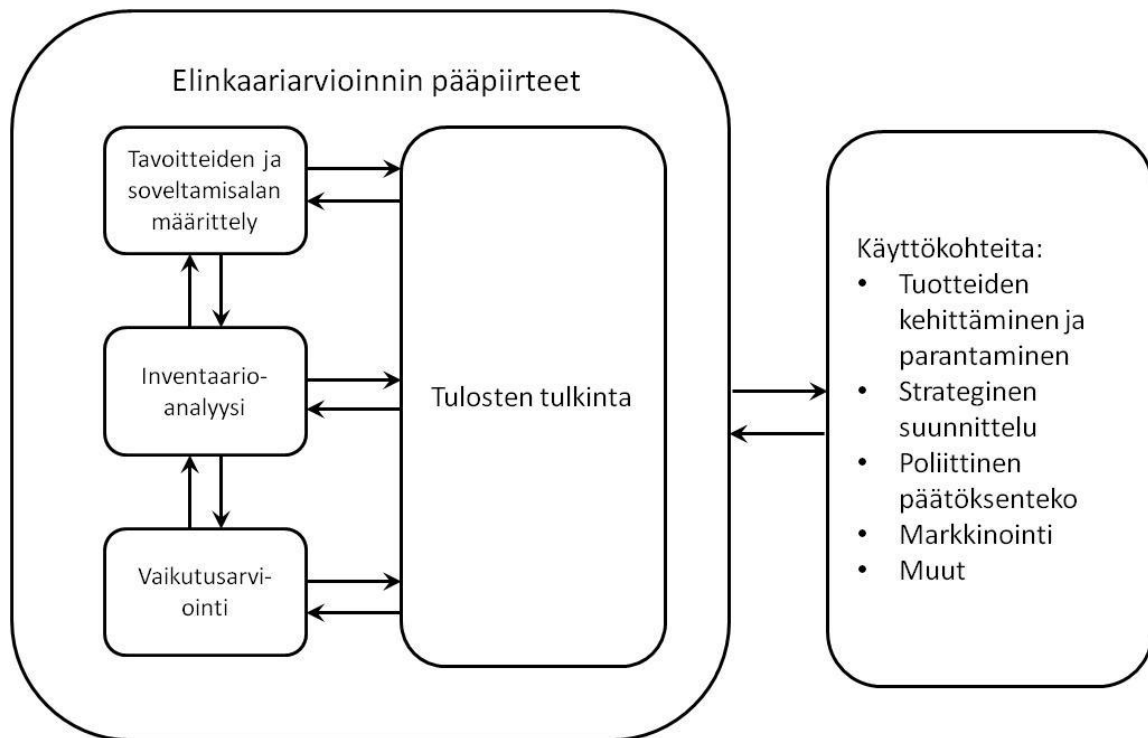 Elinkaariarvioinnin pääpiirteet
Tavoitteiden ja
soveltamisalan
määrittely
Inventaario-
analyysi
Vaikutusarvi-
ointi
Tulosten tulkinta
Käyttökohteita:
• Tuotteiden
kehittäminen ja
parantaminen
• Strateginen
suunnittelu
• Poliittinen
päätöksenteko
• Markkinointi
• Muut